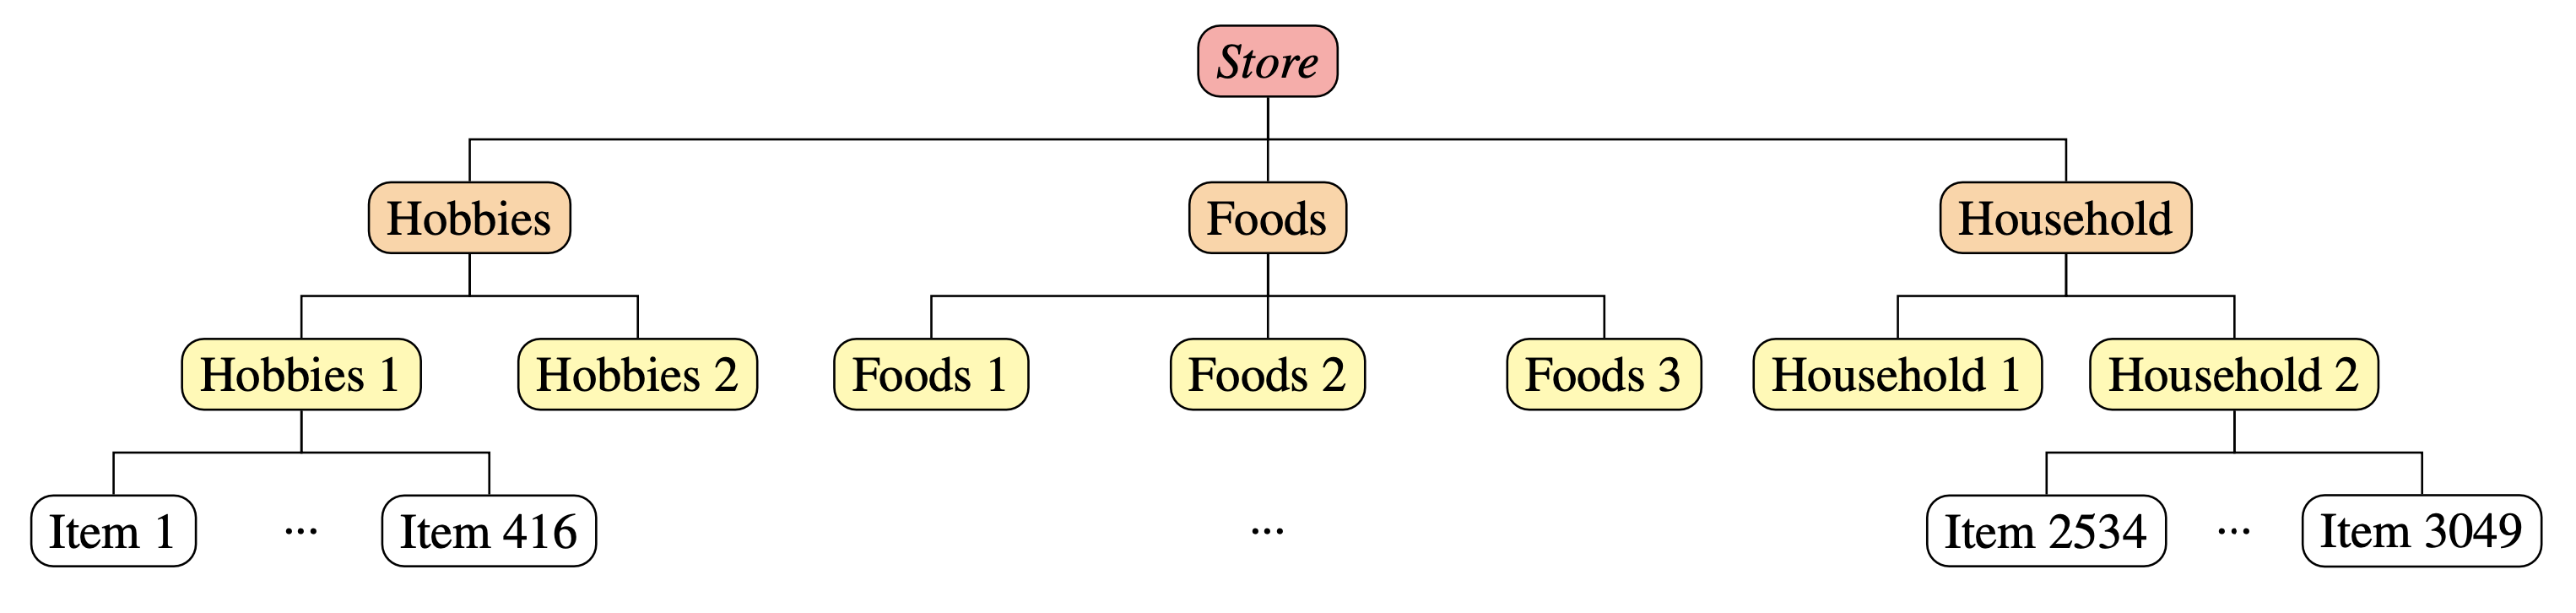 Store
Hobbies Foods Household
Hobbies 1 Hobbies 2 Foods 1 Foods 2 Foods 3 Household 1 Household 2
Item 1 ... Item 416 ... Item 2534 ... Item 3049